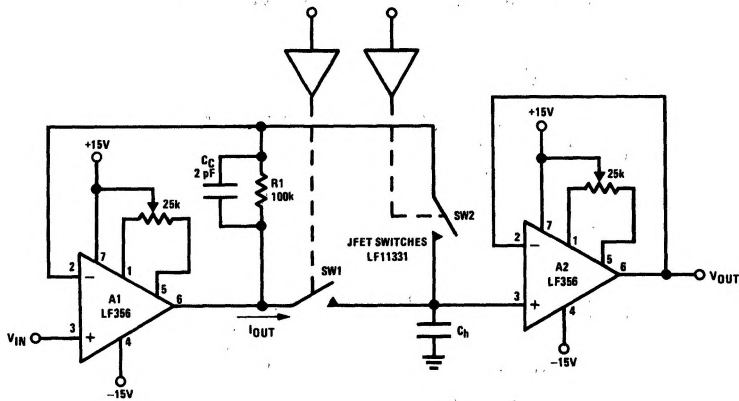 +15V
25k
7
2
−
1
5
A1
LF356
6
VIN
3
+
4
−15V
CC
2 pF
R1
100k
IOUT
SW1
SW2
JFET SWITCHES
LF11331
Ch
+15V
25k
7
2
−
1
5
A2
LF356
6
VOUT
3
+
4
−15V